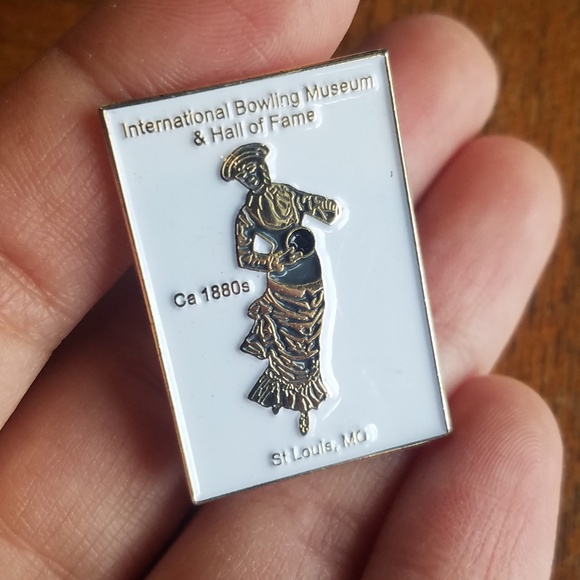 International Bowling Museum
& Hall of Fame
Ca 1880s
St Louis, MO